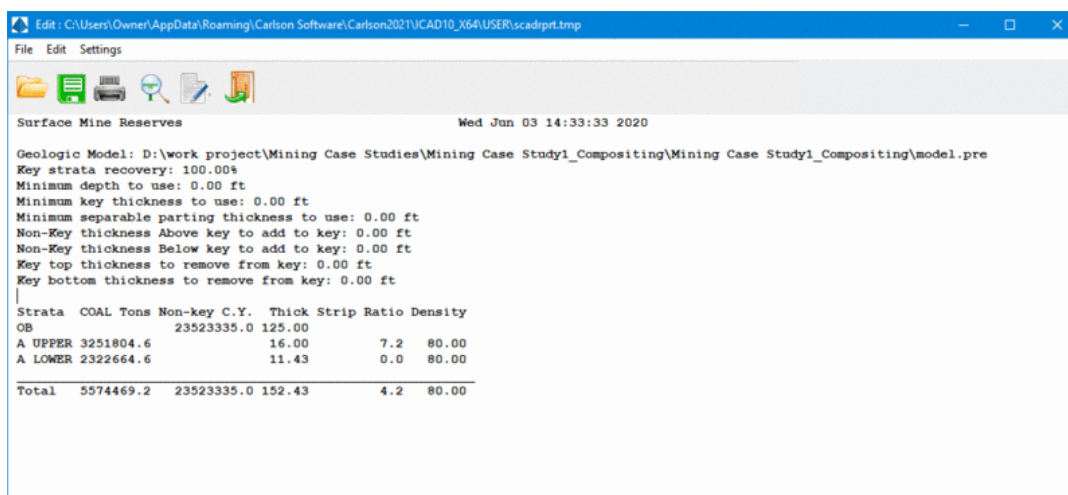 Edit : C:\Users\Owner\AppData\Roaming\Carlson Software\Carlson2021\ICAD10_X64\USER\scadrprt.tmp
File Edit Settings
Surface Mine Reserves Wed Jun 03 14:33:33 2020
Geologic Model: D:\work project\Mining Case Studies\Mining Case Study1_Compositing\Mining Case Study1_Compositing\model.pre
Key strata recovery: 100.00%
Minimum depth to use: 0.00 ft
Minimum key thickness to use: 0.00 ft
Minimum separable parting thickness to use: 0.00 ft
Non-Key thickness Above key to add to key: 0.00 ft
Non-Key thickness Below key to add to key: 0.00 ft
Key top thickness to remove from key: 0.00 ft
Key bottom thickness to remove from key: 0.00 ft
Strata COAL Tons Non-key C.Y. Thick Strip Ratio Density
OB 23523335.0 125.00
A UPPER 3251804.6 16.00 7.2 80.00
A LOWER 2322664.6 11.43 0.0 80.00
Total 5574469.2 23523335.0 152.43 4.2 80.00